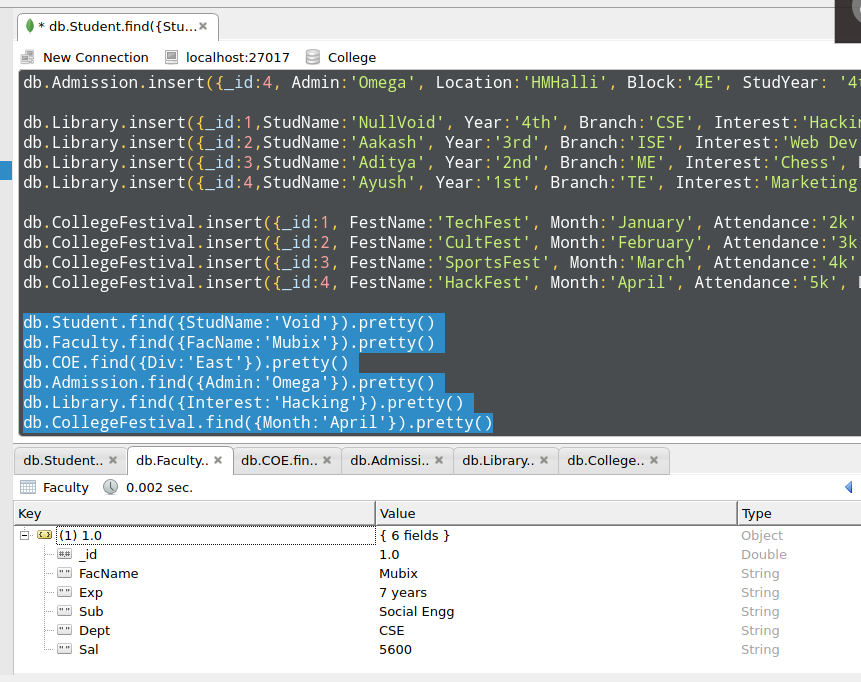 * db.Student.find({Stu...
New Connection localhost:27017 College
db.Admission.insert({_id:4, Admin:'Omega', Location:'HMHalli', Block:'4E', StudYear: '4t
db.Library.insert({_id:1,StudName:'NullVoid', Year:'4th', Branch:'CSE', Interest:'Hackin
db.Library.insert({_id:2,StudName:'Aakash', Year:'3rd', Branch:'ISE', Interest:'Web Dev
db.Library.insert({_id:3,StudName:'Aditya', Year:'2nd', Branch:'ME', Interest:'Chess',
db.Library.insert({_id:4,StudName:'Ayush', Year:'1st', Branch:'TE', Interest:'Marketing
db.CollegeFestival.insert({_id:1, FestName:'TechFest', Month:'January', Attendance:'2k'
db.CollegeFestival.insert({_id:2, FestName:'CultFest', Month:'February', Attendance:'3k
db.CollegeFestival.insert({_id:3, FestName:'SportsFest', Month:'March', Attendance:'4k'
db.CollegeFestival.insert({_id:4, FestName:'HackFest', Month:'April', Attendance:'5k',
db.Student.find({StudName:'Void'}).pretty()
db.Faculty.find({FacName:'Mubix'}).pretty()
db.COE.find({Div:'East'}).pretty()
db.Admission.find({Admin:'Omega'}).pretty()
db.Library.find({Interest:'Hacking'}).pretty()
db.CollegeFestival.find({Month:'April'}).pretty()
db.Student.. db.Faculty.. db.COE.fin.. db.Admissi.. db.Library.. db.College..
Faculty 0.002 sec.
Key Value Type
(1) 1.0 { 6 fields } Object
_id 1.0 Double
FacName Mubix String
Exp 7 years String
Sub Social Engg String
Dept CSE String
Sal 5600 String